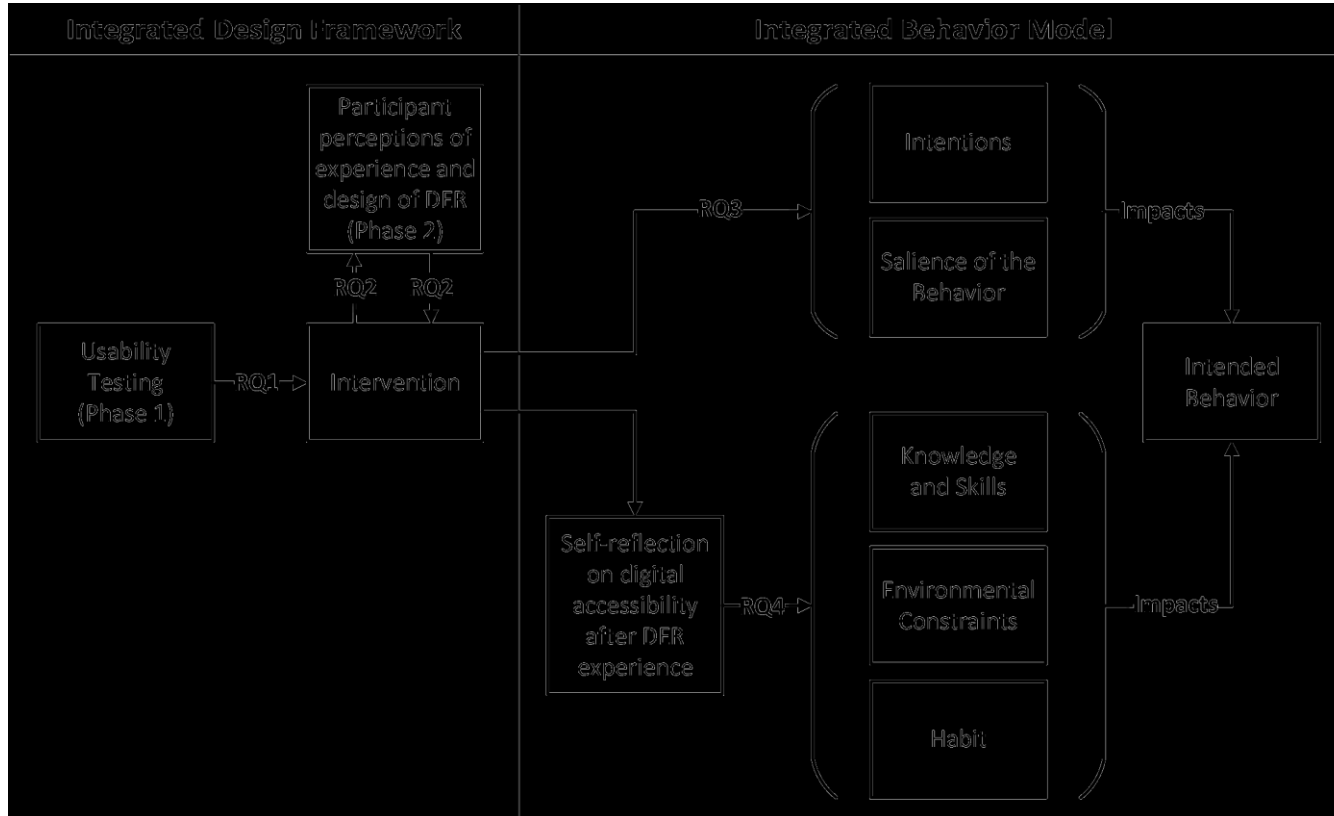 Integrated Design Framework
Integrated Behavior Model
Participant
perceptions of
experience and
design of DER
(Phase 2)
RQ2
RQ2
Usability
Testing
(Phase 1)
RQ1
Intervention
RQ3
Intentions
Salience of the
Behavior
Impacts
Intended
Behavior
Self-reflection
on digital
accessibility
after DER
experience
RQ4
Knowledge
and Skills
Environmental
Constraints
Habit
Impacts